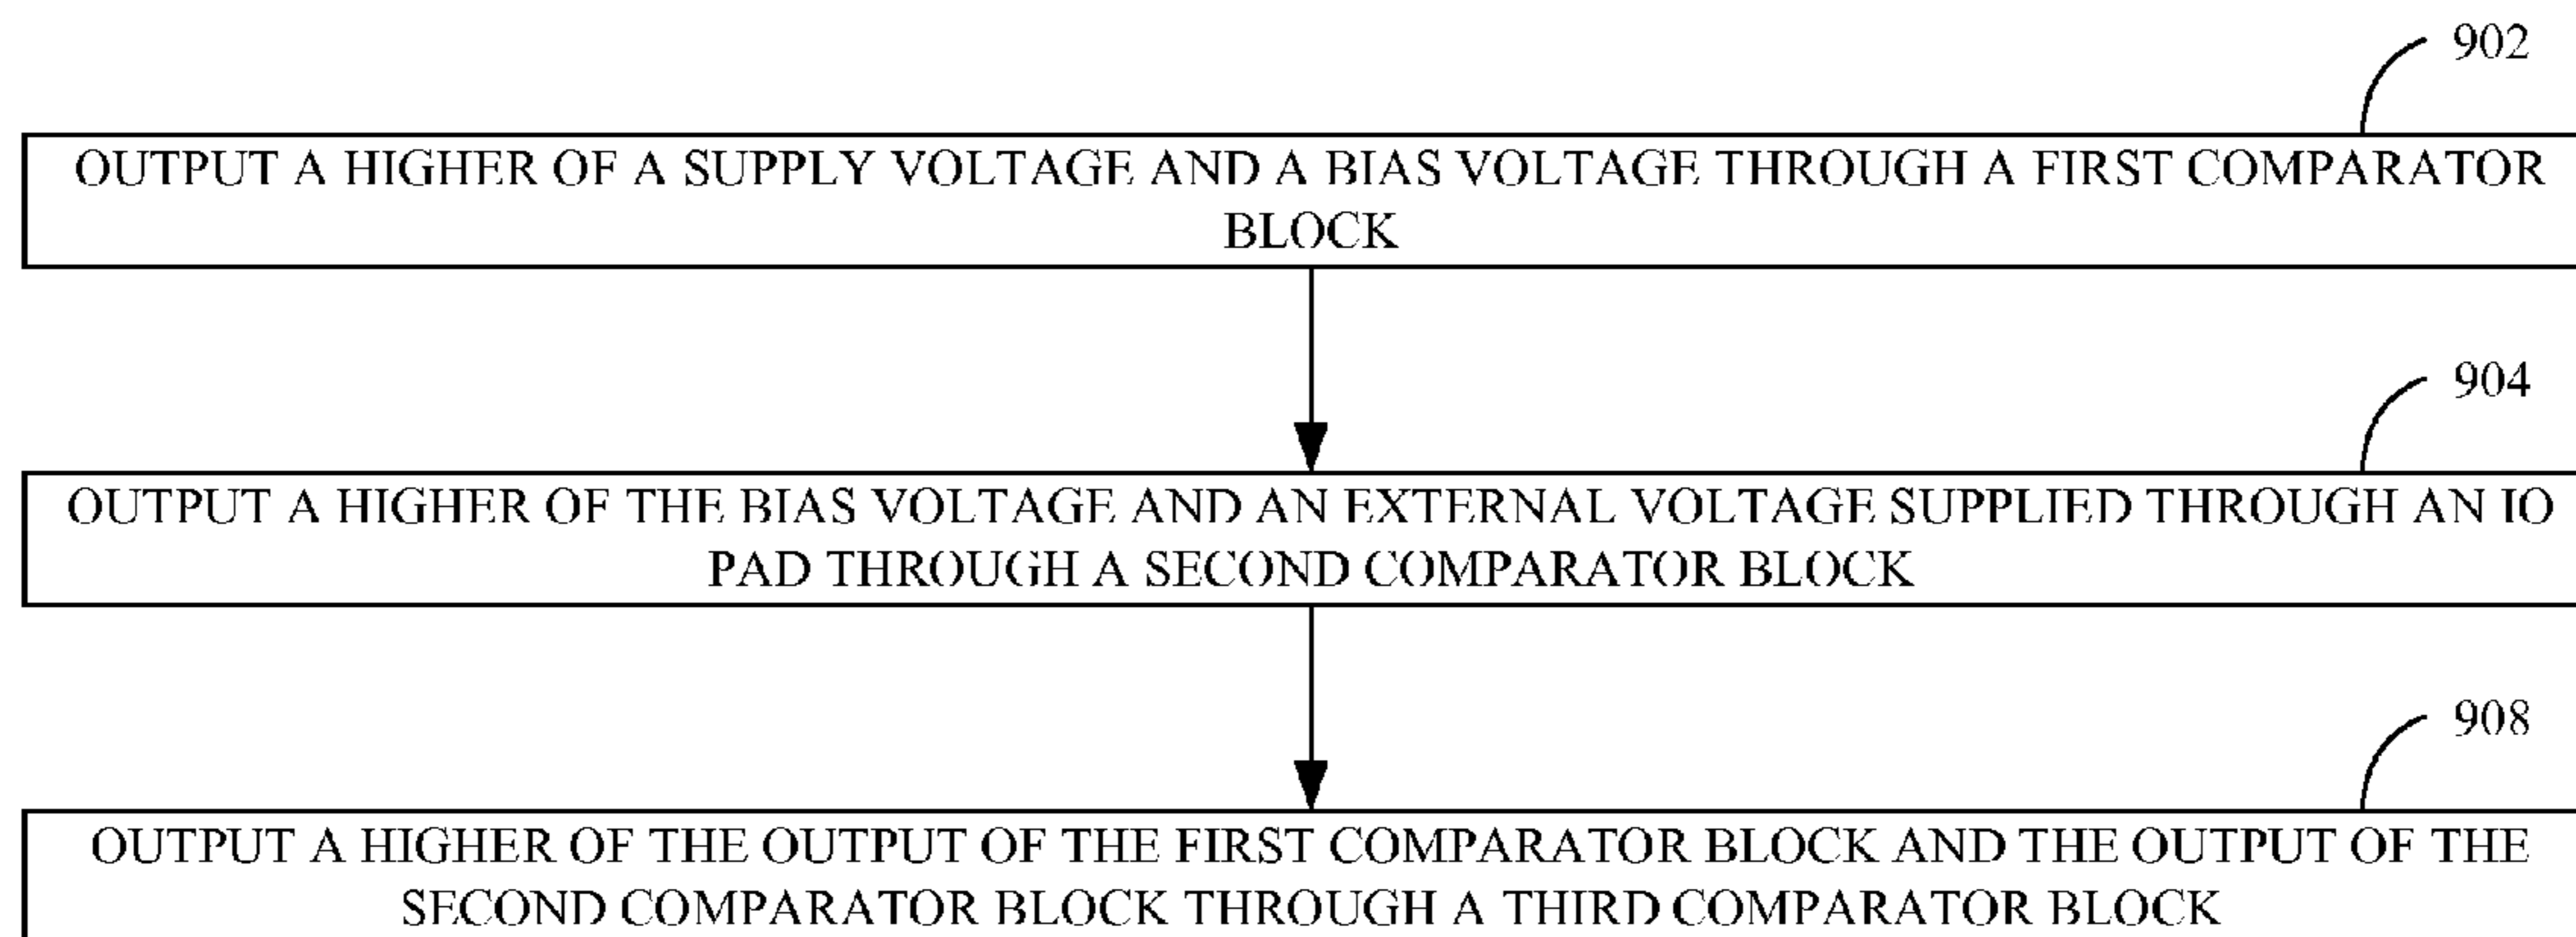 902
OUTPUT A HIGHER OF A SUPPLY VOLTAGE AND A BIAS VOLTAGE THROUGH A FIRST COMPARATOR
BLOCK
904
OUTPUT A HIGHER OF THE BIAS VOLTAGE AND AN EXTERNAL VOLTAGE SUPPLIED THROUGH AN IO
PAD THROUGH A SECOND COMPARATOR BLOCK
908
OUTPUT A HIGHER OF THE OUTPUT OF THE FIRST COMPARATOR BLOCK AND THE OUTPUT OF THE
SECOND COMPARATOR BLOCK THROUGH A THIRD COMPARATOR BLOCK